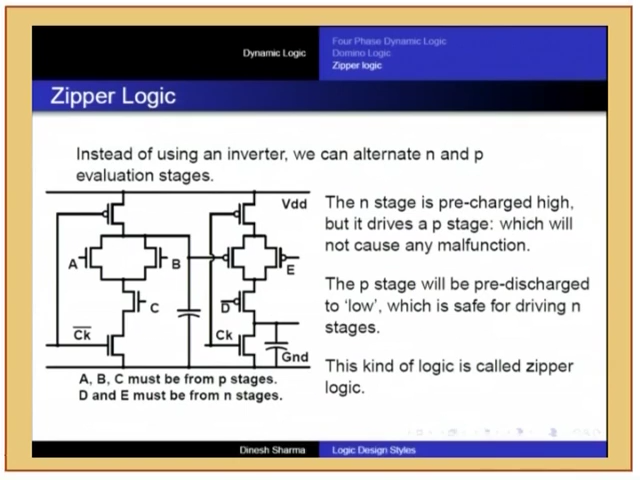 Dynamic Logic
Four Phase Dynamic Logic
Domino Logic
Zipper logic
Zipper Logic
Instead of using an inverter, we can alternate n and p
evaluation stages.
Vdd
A
B
E
C
D
Ck
Ck
Gnd
A, B, C must be from p stages.
D and E must be from n stages.
The n stage is pre-charged high,
but it drives a p stage: which will
not cause any malfunction.
The p stage will be pre-discharged
to 'low', which is safe for driving n
stages.
This kind of logic is called zipper
logic.
Dinesh Sharma
Logic Design Styles